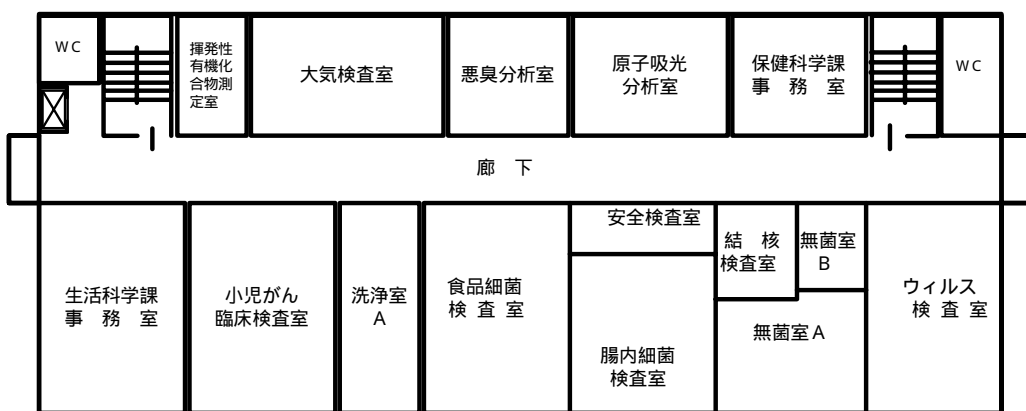 WC
揮発性
有機化
合物測
定室
大気検査室
悪臭分析室
原子吸光
分析室
保健科学課
事　務　室
WC
廊　下
生活科学課
事　務　室
小児がん
臨床検査室
洗浄室
A
食品細菌
検 査 室
安全検査室
腸内細菌
検査室
結　核
検査室
無菌室
B
無菌室A
ウィルス
検 査 室